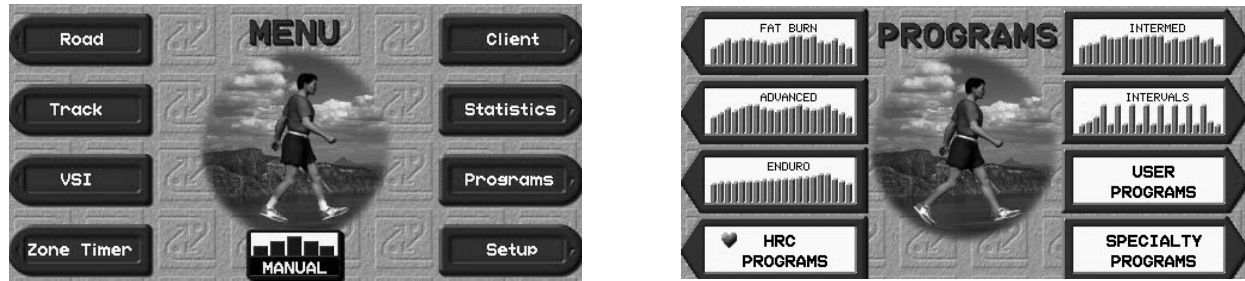 MENU
Road
Client
Track
Statistics
VSI
Programs
Zone Timer
Setup
MANUAL
PROGRAMS
FAT BURN
INTERMED
ADVANCED
INTERVALS
ENDURO
USER
PROGRAMS
HRC
PROGRAMS
SPECIALTY
PROGRAMS